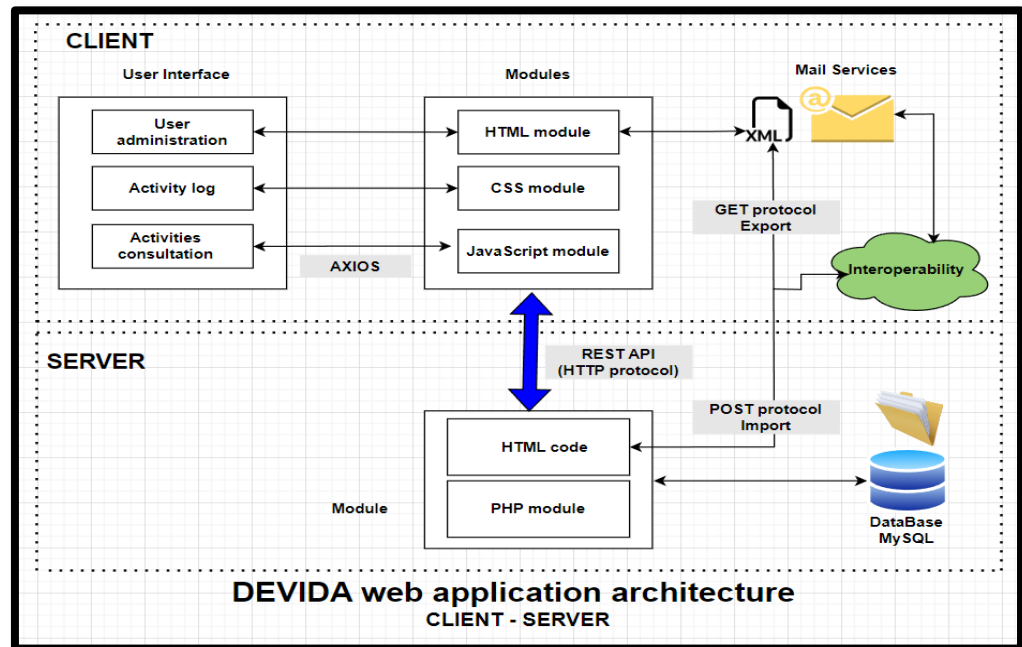 CLIENT
User Interface
Modules
Mail Services
User
administration
HTML module
XML
@
Activity log
CSS module
GET protocol
Export
Activities
consultation
AXIOS
JavaScript module
Interoperability
SERVER
REST API
(HTTP protocol)
POST protocol
Import
HTML code
Module
PHP module
DataBase
MySQL
DEVIDA web application architecture
CLIENT - SERVER